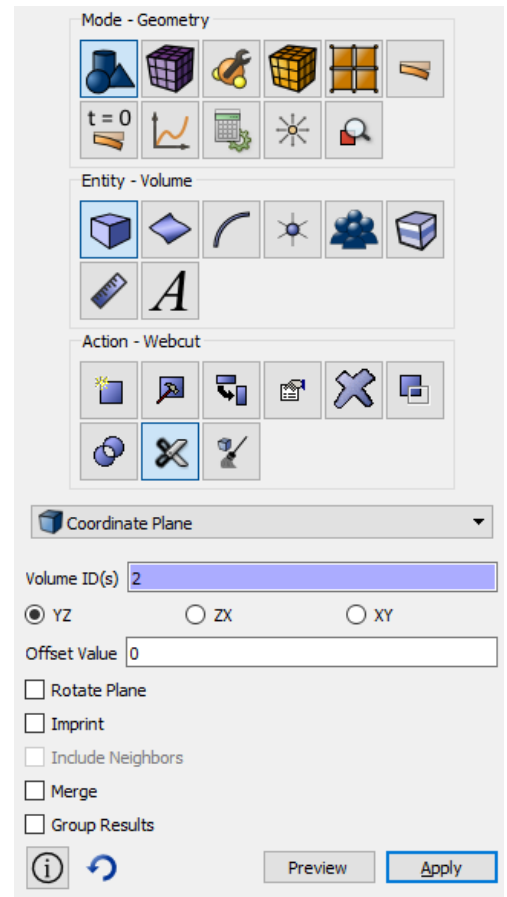 Mode - Geometry
t = 0
Entity - Volume
A
Action - Webcut
Coordinate Plane
Volume ID(s) 2
YZ ZX XY
Offset Value 0
Rotate Plane
Imprint
Include Neighbors
Merge
Group Results
i Preview Apply